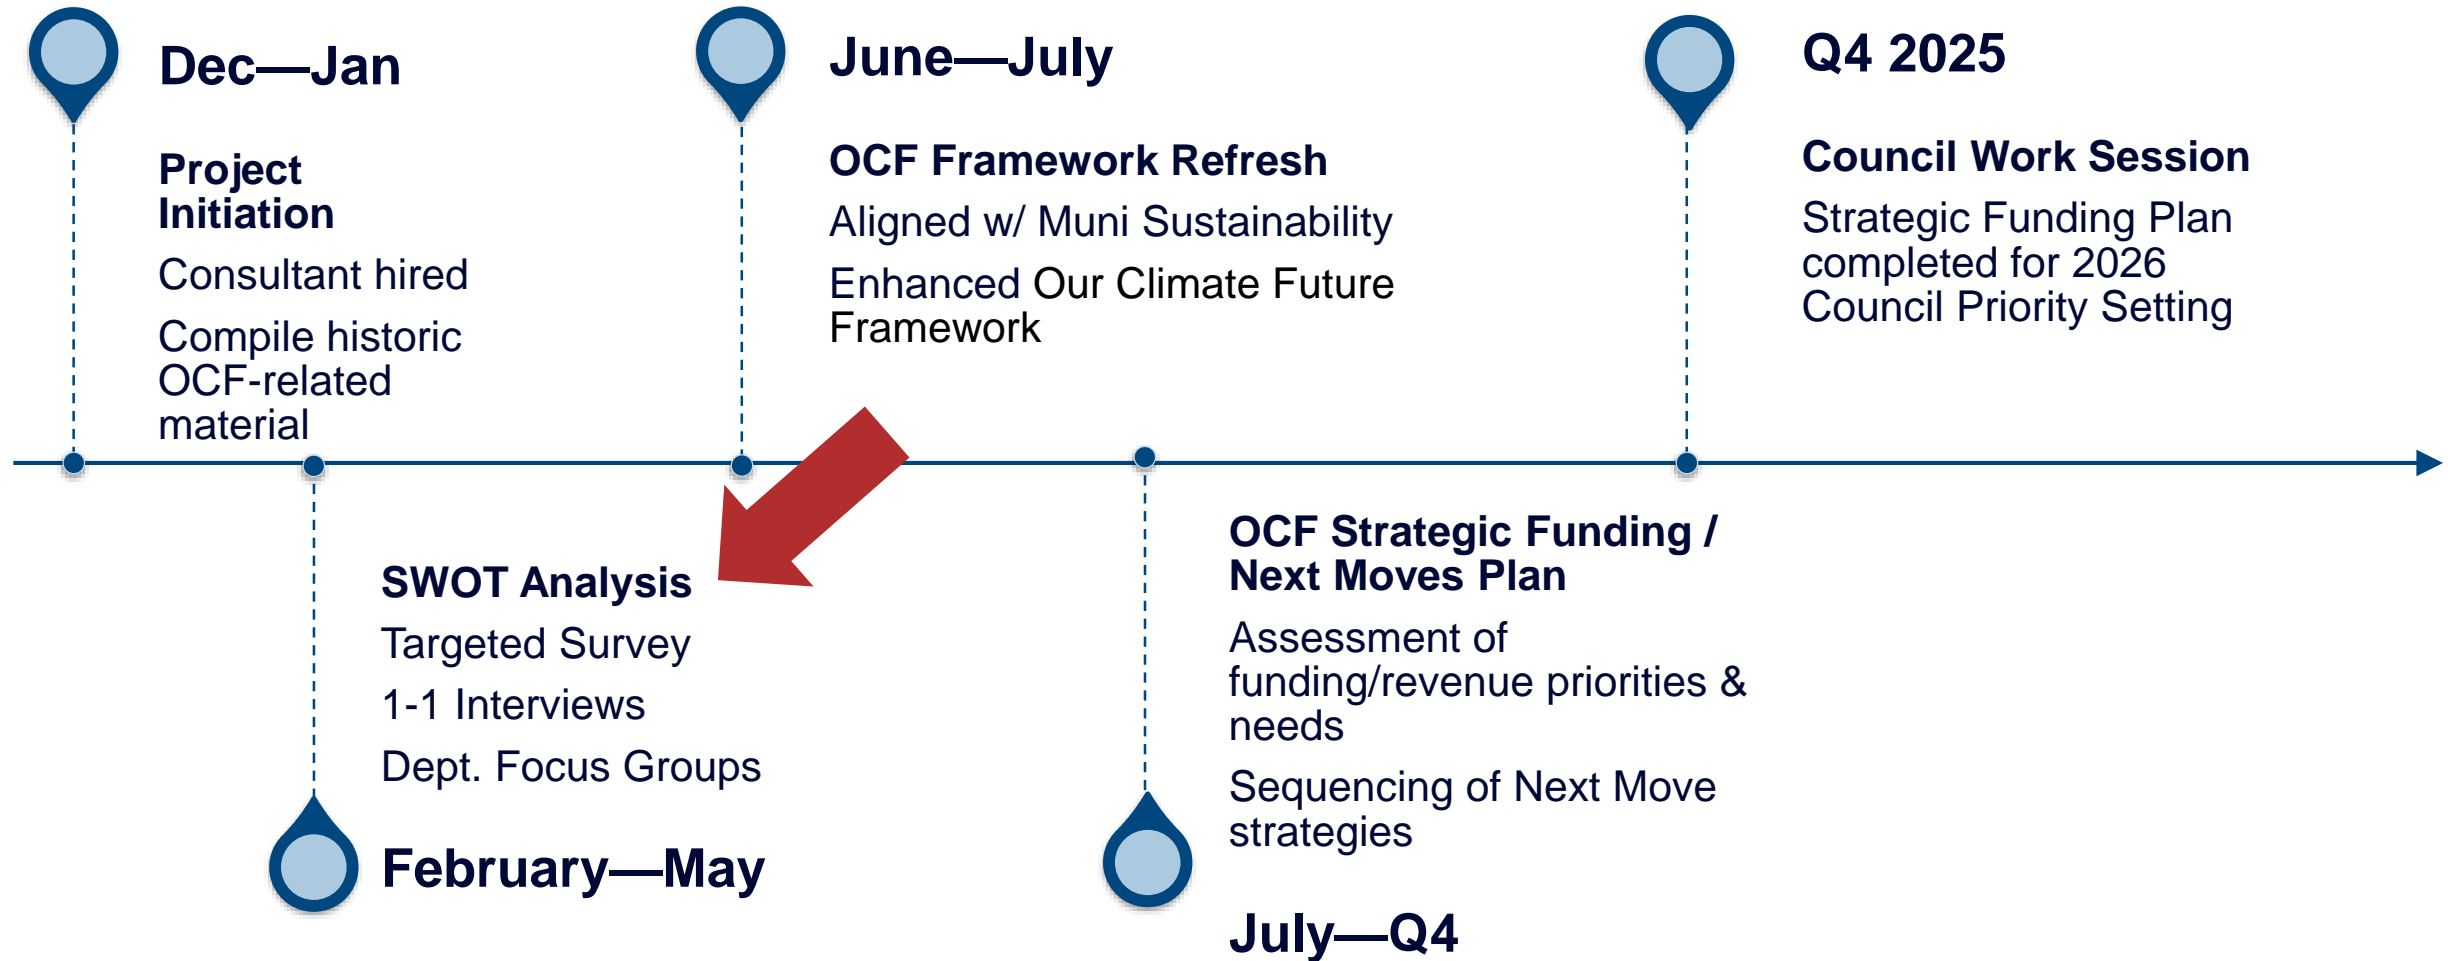 Dec—Jan
Project
Initiation
Consultant hired
Compile historic
OCF-related
material
SWOT Analysis
Targeted Survey
1-1 Interviews
Dept. Focus Groups
February—May
June—July
OCF Framework Refresh
Aligned w/ Muni Sustainability
Enhanced Our Climate Future
Framework
OCF Strategic Funding /
Next Moves Plan
Assessment of
funding/revenue priorities &
needs
Sequencing of Next Move
strategies
July—Q4
Q4 2025
Council Work Session
Strategic Funding Plan
completed for 2026
Council Priority Setting